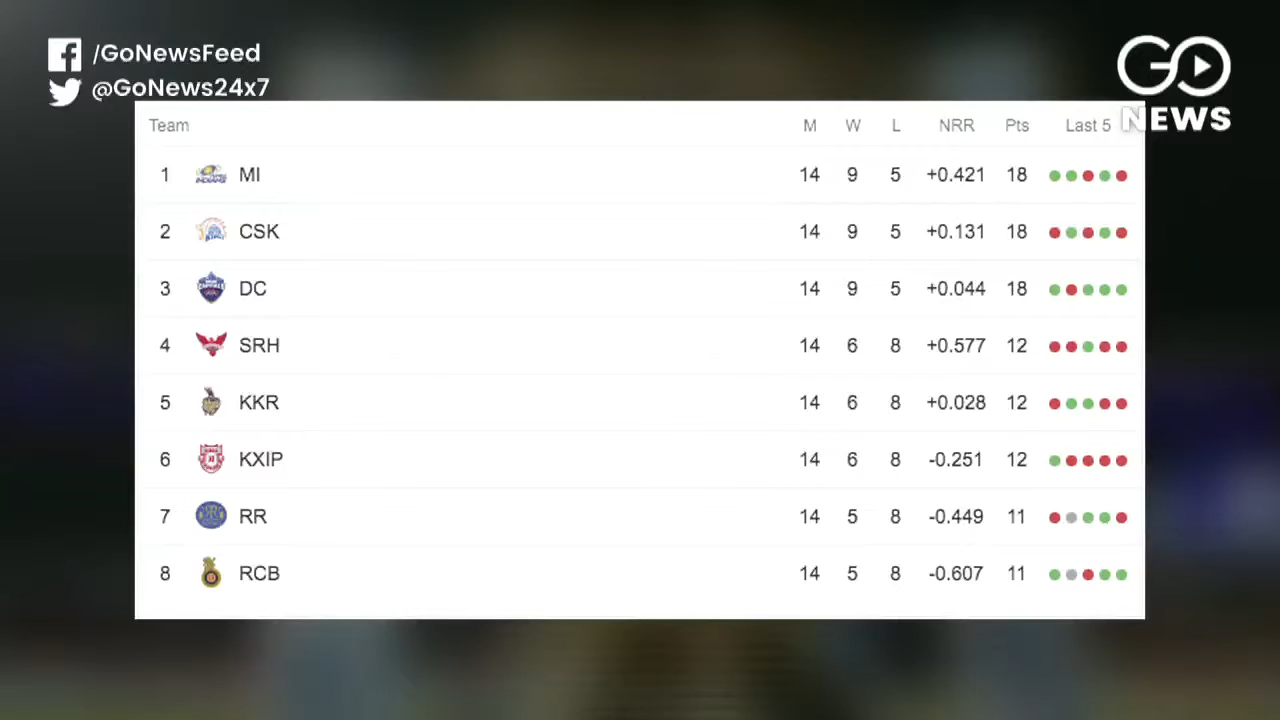 /GoNewsFeed
@GoNews24x7
GO
NEWS
Team M W L NRR Pts Last 5
1 MI 14 9 5 +0.421 18
2 CSK 14 9 5 +0.131 18
3 DC 14 9 5 +0.044 18
4 SRH 14 6 8 +0.577 12
5 KKR 14 6 8 +0.028 12
6 KXIP 14 6 8 -0.251 12
7 RR 14 5 8 -0.449 11
8 RCB 14 5 8 -0.607 11